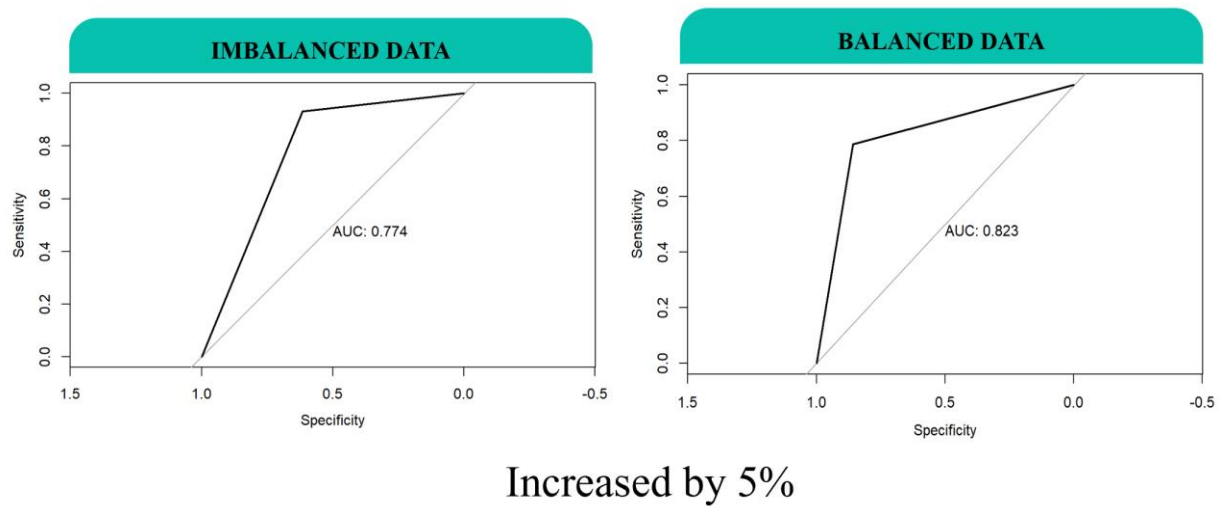 IMBALANCED DATA
1.0
0.8
0.6
0.4
0.2
0.0
Sensitivity
AUC: 0.774
1.5 1.0 0.5 0.0 -0.5
Specificity
BALANCED DATA
1.0
0.8
0.6
0.4
0.2
0.0
Sensitivity
AUC: 0.823
1.5 1.0 0.5 0.0 -0.5
Specificity
Increased by 5%